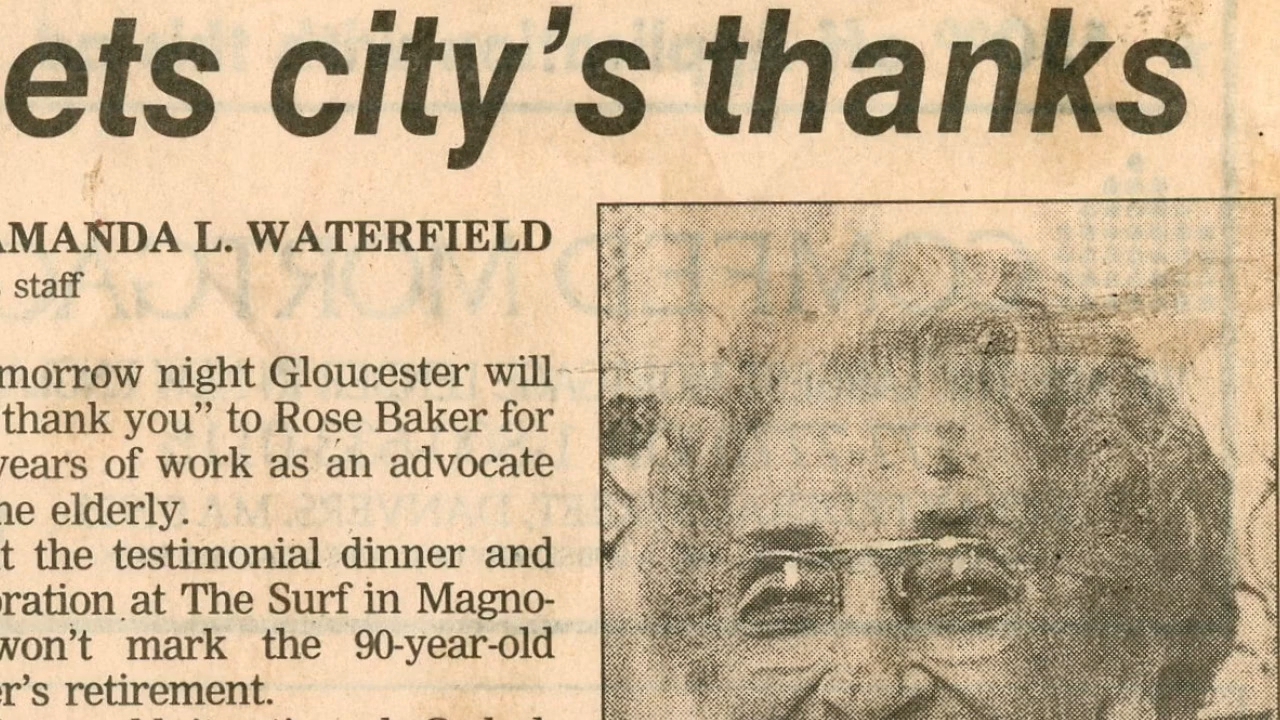 ets city's thanks
AMANDA L. WATERFIELD
staff
morrow night Gloucester will
thank you” to Rose Baker for
years of work as an advocate
he elderly.
t the testimonial dinner and
oration at The Surf in Magno-
won't mark the 90-year-old
er's retirement.